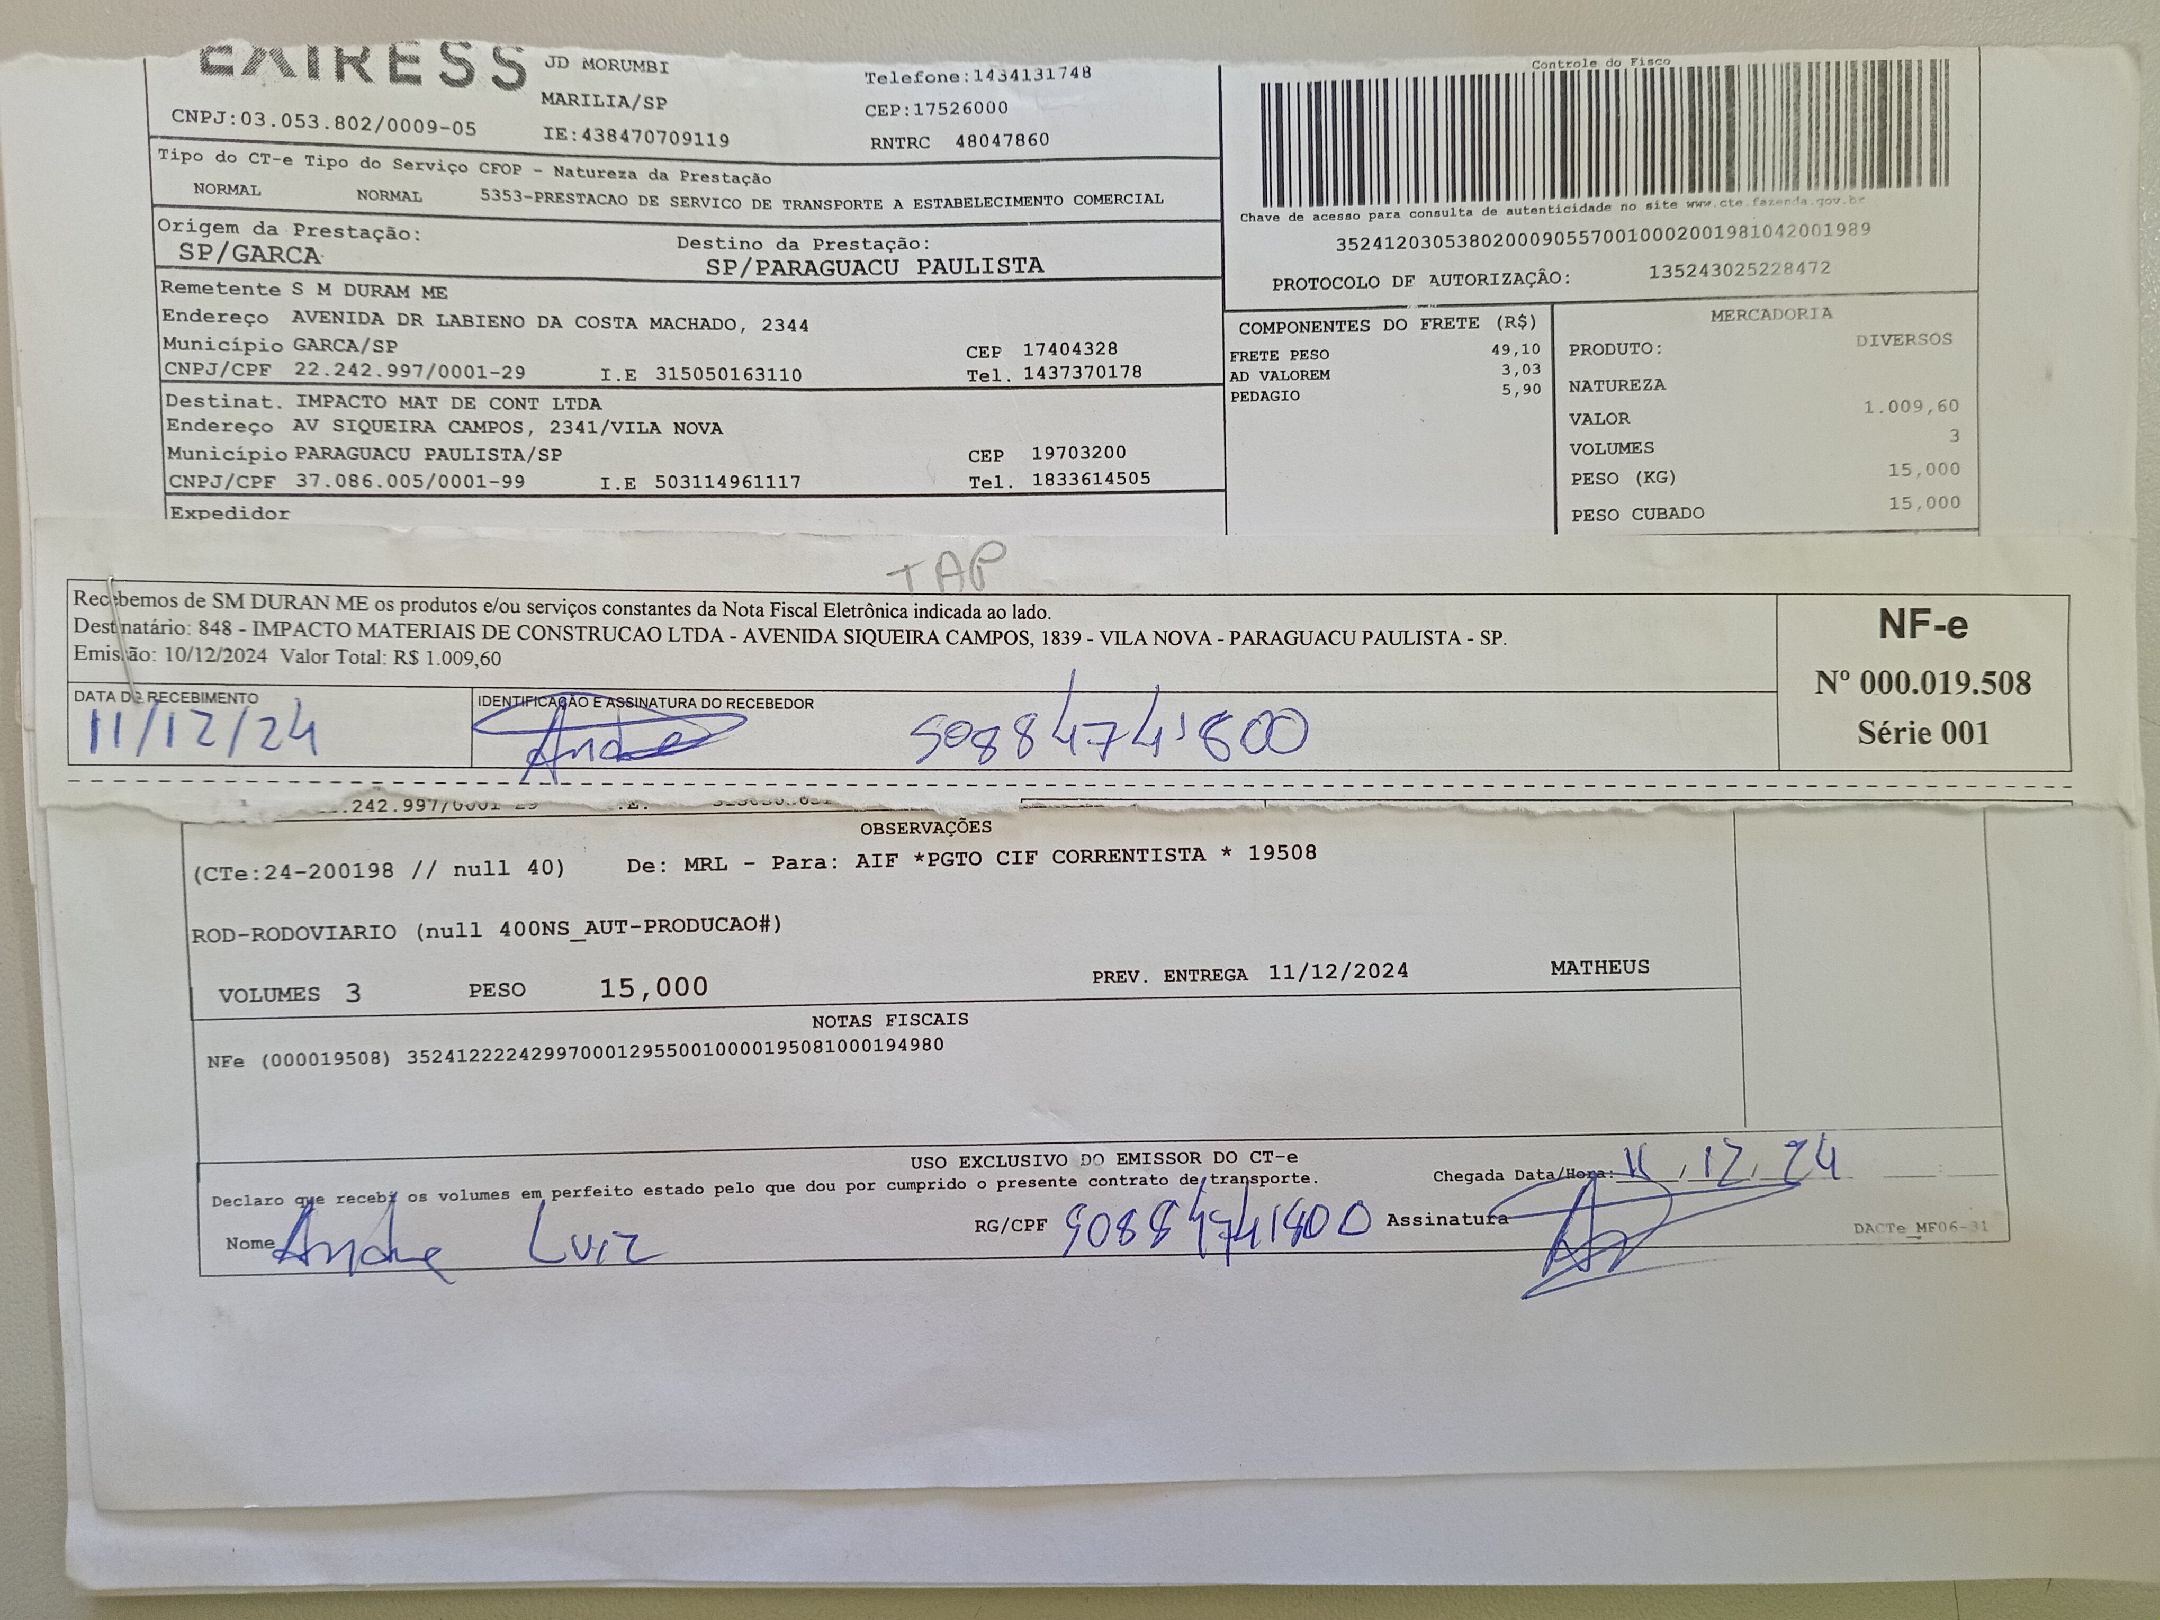 EXPRESS JD MORUMBI Telefone:1434131748
MARILIA/SP CEP:17526000
CNPJ:03.053.802/0009-05 IE:438470709119 RNTRC 48047860
Controle do Fisco
Tipo do CT-e Tipo do Serviço CFOP - Natureza da Prestação
NORMAL NORMAL 5353-PRESTACAO DE SERVICO DE TRANSPORTE A ESTABELECIMENTO COMERCIAL
Chave de acesso para consulta de autenticidade no site www.cte.fazenda.gov.br
35241203053802000905570010002001981042001989
PROTOCOLO DE AUTORIZAÇÃO: 135243025228472
Origem da Prestação: Destino da Prestação:
SP/GARCA SP/PARAGUACU PAULISTA
Remetente S M DURAM ME
Endereço AVENIDA DR LABIENO DA COSTA MACHADO, 2344
Município GARCA/SP CEP 17404328
CNPJ/CPF 22.242.997/0001-29 I.E 315050163110 Tel. 1437370178
Destinat. IMPACTO MAT DE CONT LTDA
Endereço AV SIQUEIRA CAMPOS, 2341/VILA NOVA
Município PARAGUACU PAULISTA/SP CEP 19703200
CNPJ/CPF 37.086.005/0001-99 I.E 503114961117 Tel. 1833614505
Expedidor
COMPONENTES DO FRETE (R$)
FRETE PESO 49,10
AD VALOREM 3,03
PEDAGIO 5,90
MERCADORIA
PRODUTO: DIVERSOS
NATUREZA
VALOR 1.009,60
VOLUMES 3
PESO (KG) 15,000
PESO CUBADO 15,000
TAP
Recebemos de SM DURAN ME os produtos e/ou serviços constantes da Nota Fiscal Eletrônica indicada ao lado.
Destinatário: 848 - IMPACTO MATERIAIS DE CONSTRUCAO LTDA - AVENIDA SIQUEIRA CAMPOS, 1839 - VILA NOVA - PARAGUACU PAULISTA - SP.
Emissão: 10/12/2024 Valor Total: R$ 1.009,60
NF-e
Nº 000.019.508
Série 001
DATA DE RECEBIMENTO IDENTIFICAÇÃO E ASSINATURA DO RECEBEDOR
11/12/24 Andre 50884741800
.242.997/0001-29 I.E.
OBSERVAÇÕES
(CTe:24-200198 // null 40) De: MRL - Para: AIF *PGTO CIF CORRENTISTA * 19508
ROD-RODOVIARIO (null 400NS_AUT-PRODUCAO#)
VOLUMES 3 PESO 15,000 PREV. ENTREGA 11/12/2024 MATHEUS
NOTAS FISCAIS
NFe (000019508) 35241222242997000129550010000195081000194980
USO EXCLUSIVO DO EMISSOR DO CT-e
Declaro que recebi os volumes em perfeito estado pelo que dou por cumprido o presente contrato de transporte. Chegada Data/Hora: 11,12,24
Nome Andre Luiz RG/CPF 50884741800 Assinatura
DACTe_MF06-31